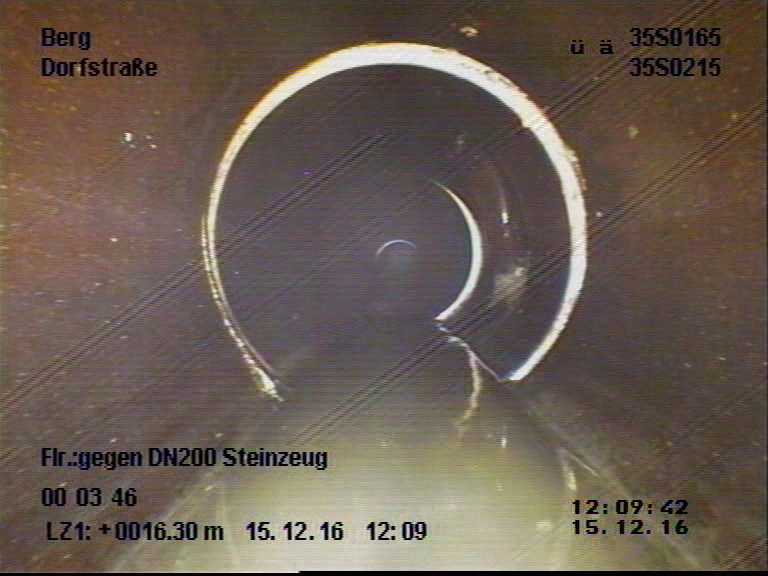 Berg
Dorfstraße
ü ä 35S0165
35S0215
Flr.:gegen DN200 Steinzeug
00 03 46
LZ1: +0016.30 m 15.12.16 12:09
12:09:42
15.12.16